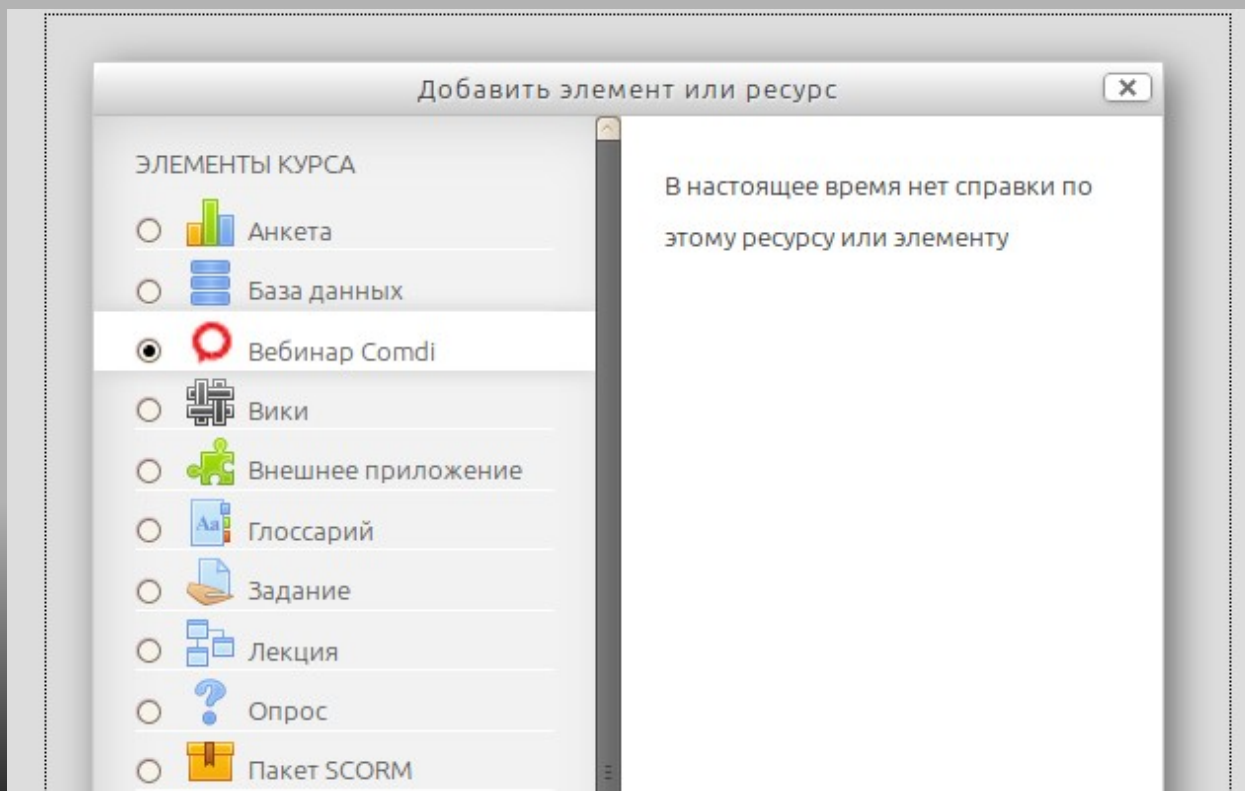 Добавить элемент или ресурс
ЭЛЕМЕНТЫ КУРСА
Анкета
База данных
Вебинар Comdi
Вики
Внешнее приложение
Aa
Глоссарий
Задание
Лекция
Опрос
Пакет SCORM
В настоящее время нет справки по
этому ресурсу или элементу